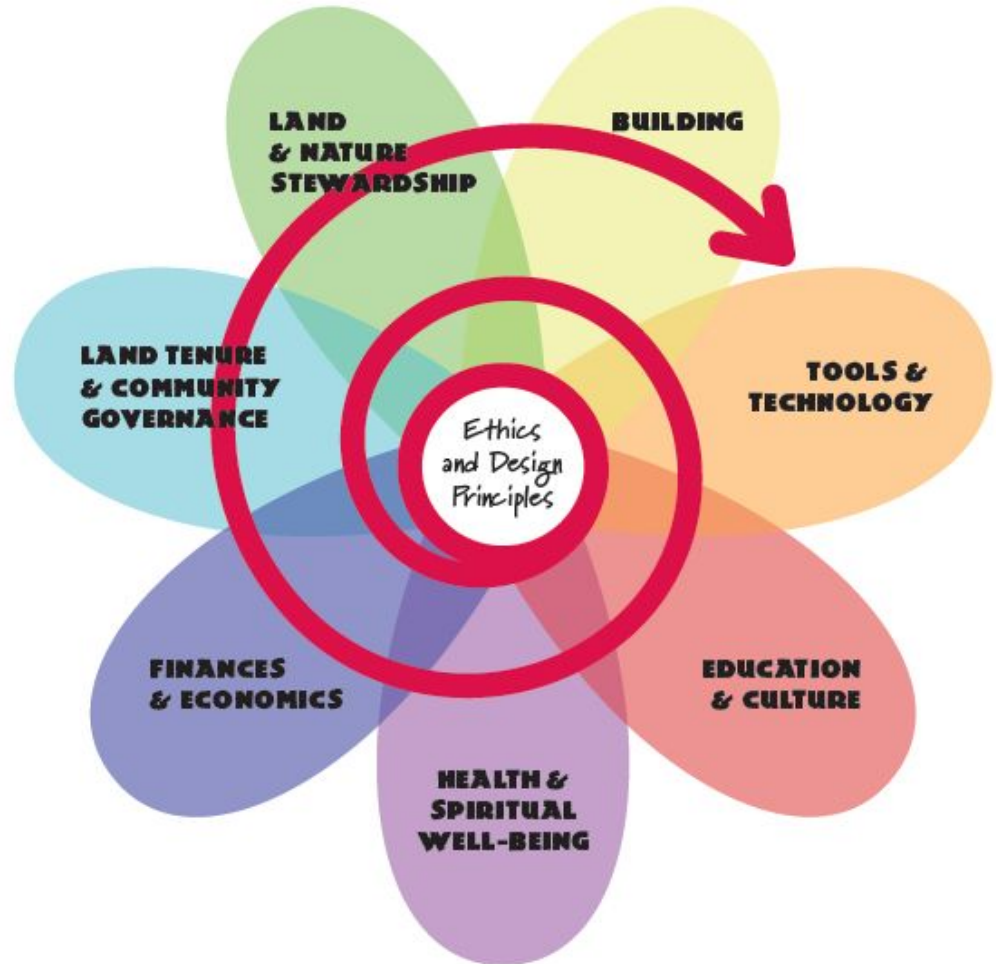 LAND
& NATURE
STEWARDSHIP
BUILDING
LAND TENURE
& COMMUNITY
GOVERNANCE
TOOLS &
TECHNOLOGY
Ethics
and Design
Principles
FINANCES
& ECONOMICS
EDUCATION
& CULTURE
HEALTH &
SPIRITUAL
WELL-BEING